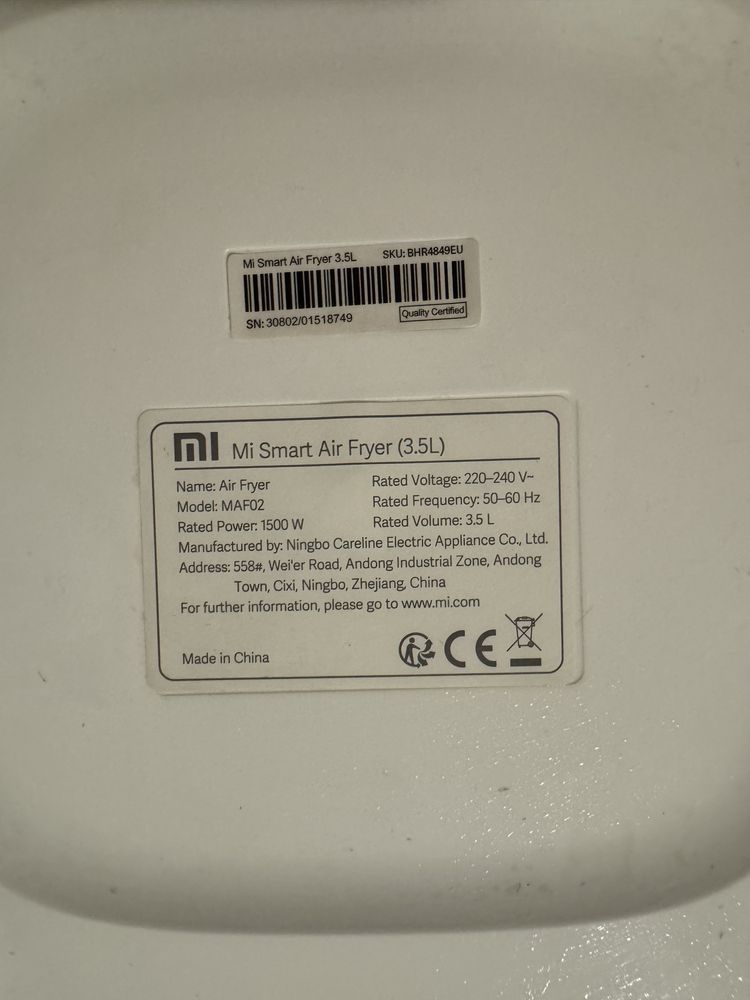 Mi Smart Air Fryer 3.5L SKU: BHR4849EU
SN: 30802/01518749 Quality Certified
mi Mi Smart Air Fryer (3.5L)
Name: Air Fryer Rated Voltage: 220–240 V~
Model: MAF02 Rated Frequency: 50–60 Hz
Rated Power: 1500 W Rated Volume: 3.5 L
Manufactured by: Ningbo Careline Electric Appliance Co., Ltd.
Address: 558#, Wei'er Road, Andong Industrial Zone, Andong
Town, Cixi, Ningbo, Zhejiang, China
For further information, please go to www.mi.com
Made in China CE